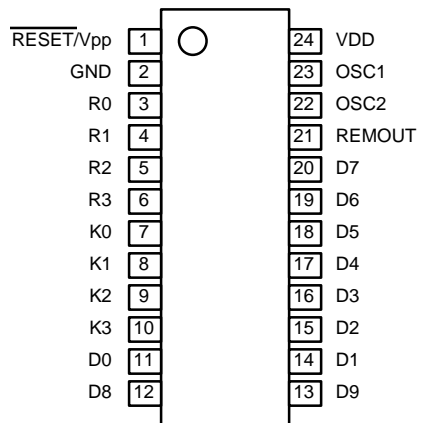 RESET/Vpp 1 24 VDD
GND 2 23 OSC1
R0 3 22 OSC2
R1 4 21 REMOUT
R2 5 20 D7
R3 6 19 D6
K0 7 18 D5
K1 8 17 D4
K2 9 16 D3
K3 10 15 D2
D0 11 14 D1
D8 12 13 D9